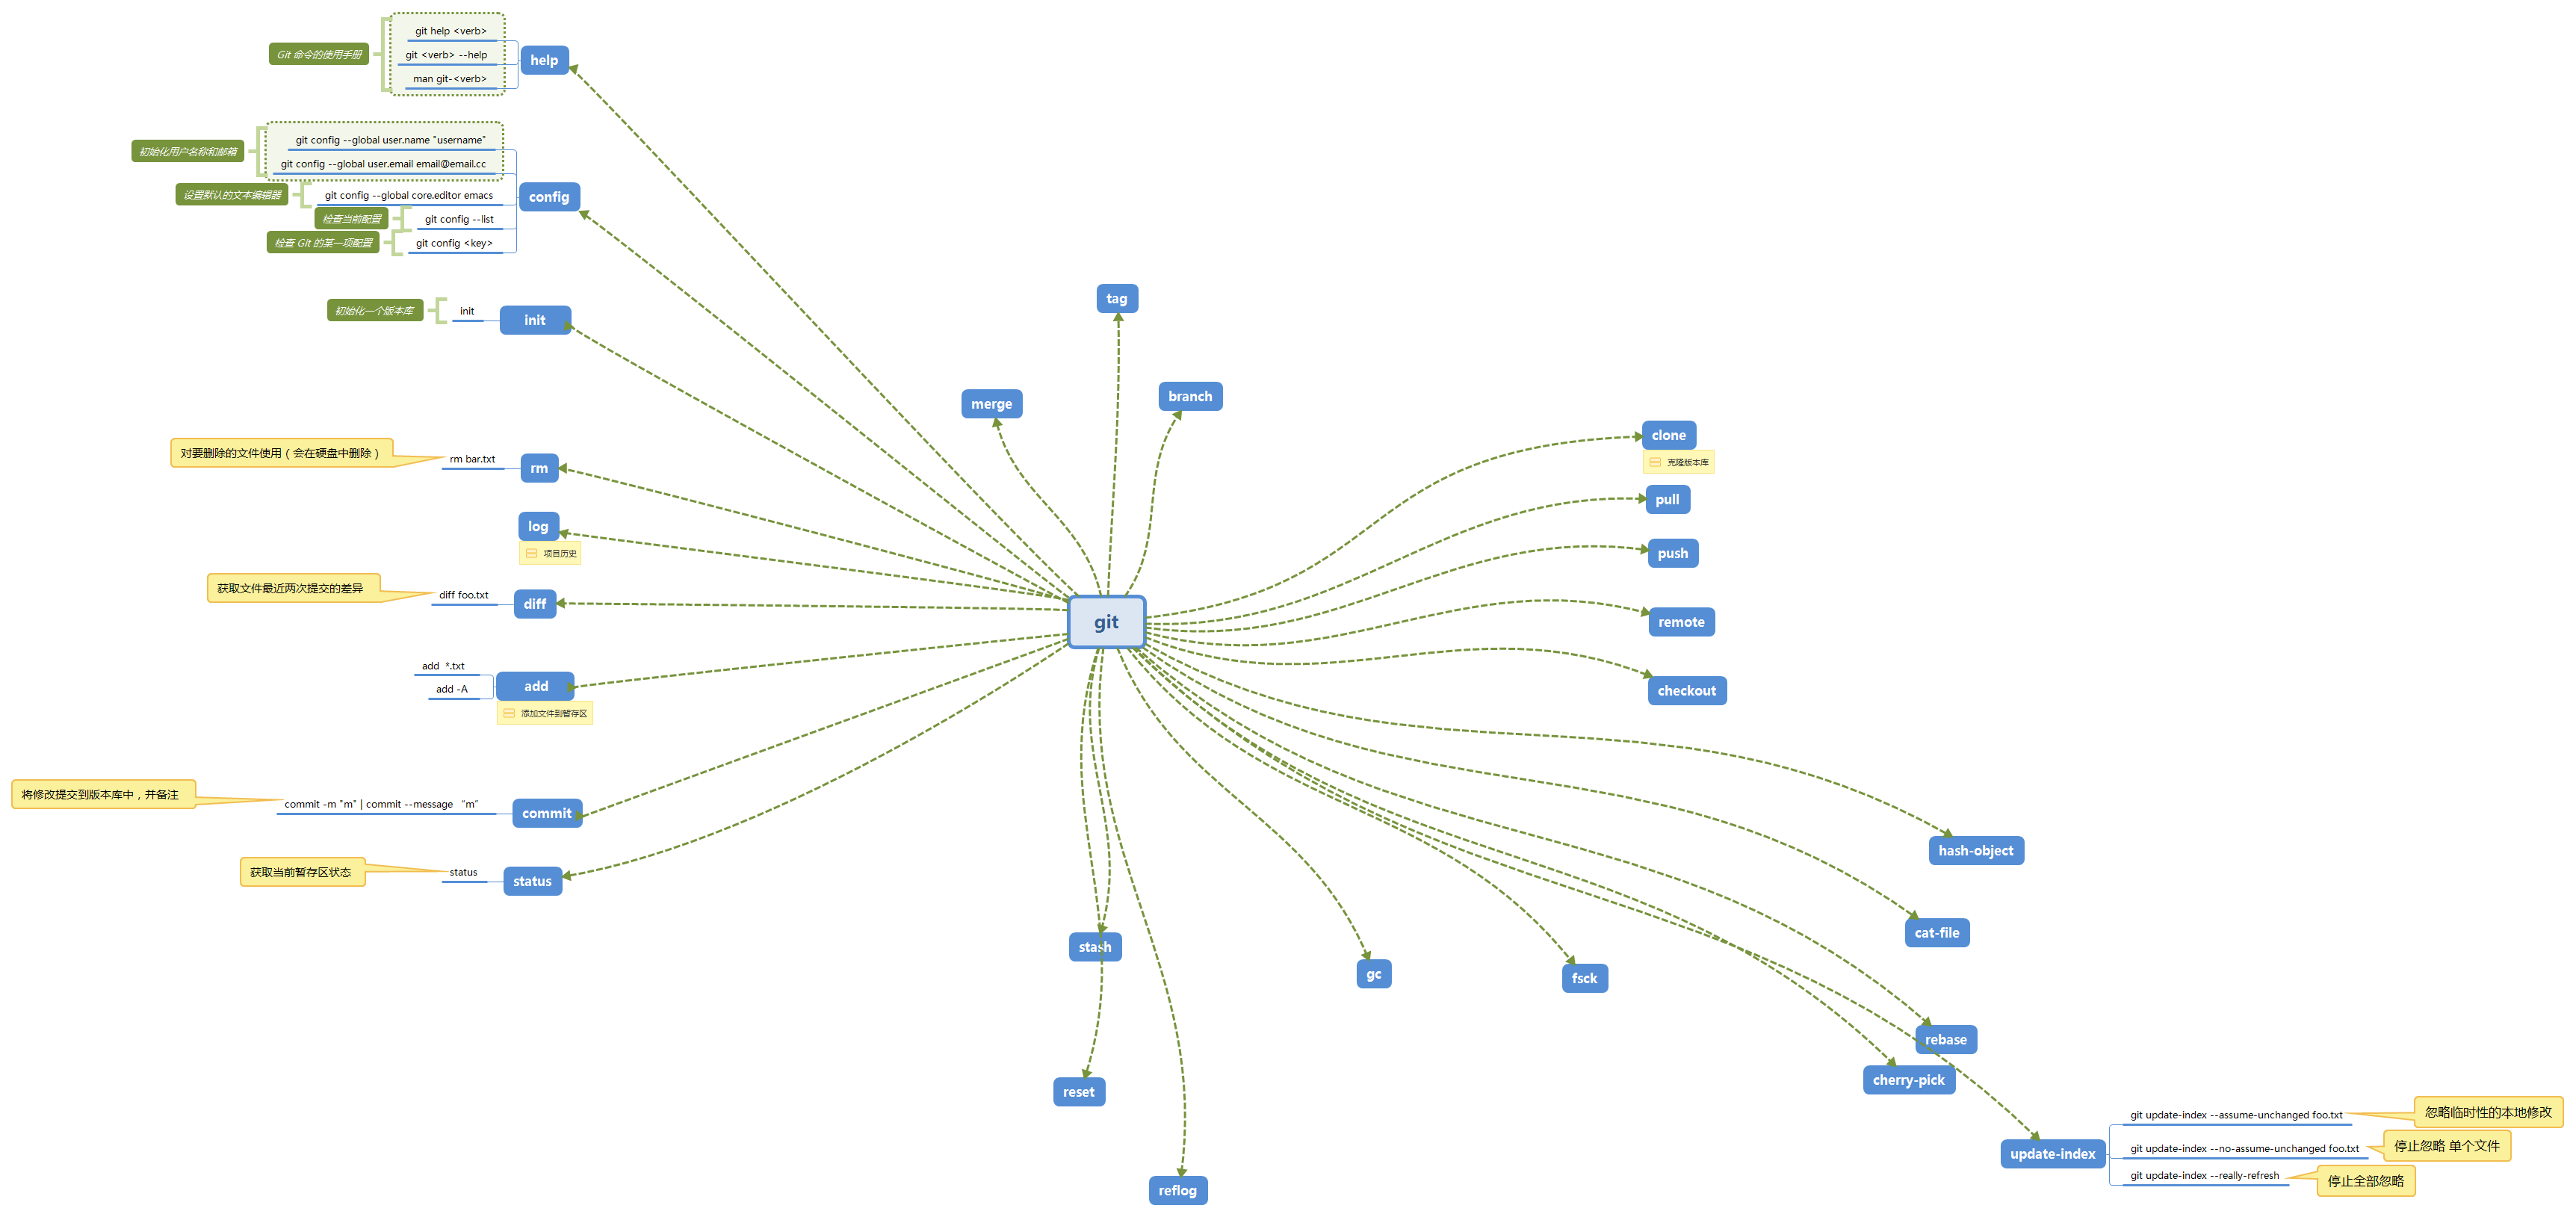 Git 命令的使用手册
git help <verb>
git <verb> --help
man git-<verb>
help
初始化用户名称和邮箱
git config --global user.name "username"
git config --global user.email email@email.cc
设置默认的文本编辑器
git config --global core.editor emacs
检查当前配置
git config --list
检查 Git 的某一项配置
git config <key>
config
初始化一个版本库
init
init
对要删除的文件使用（会在硬盘中删除）
rm bar.txt
rm
log
项目历史
获取文件最近两次提交的差异
diff foo.txt
diff
add  *.txt
add -A
add
添加文件到暂存区
将修改提交到版本库中，并备注
commit -m "m" | commit --message  “m”
commit
获取当前暂存区状态
status
status
tag
merge
branch
git
clone
克隆版本库
pull
push
remote
checkout
hash-object
cat-file
stash
gc
fsck
rebase
cherry-pick
reset
reflog
update-index
git update-index --assume-unchanged foo.txt
忽略临时性的本地修改
git update-index --no-assume-unchanged foo.txt
停止忽略 单个文件
git update-index --really-refresh
停止全部忽略